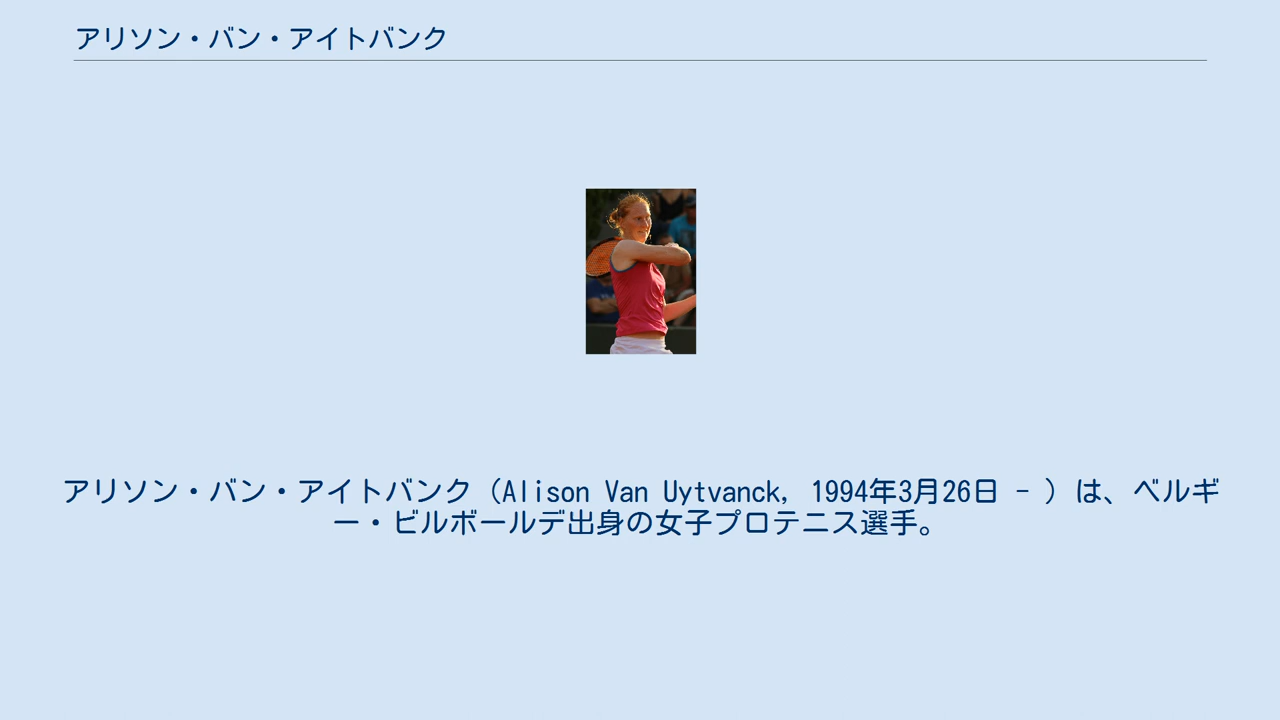 アリソン・バン・アイトバンク
アリソン・バン・アイトバンク（Alison Van Uytvanck, 1994年3月26日 - ）は、ベルギ
ー・ビルボールデ出身の女子プロテニス選手。